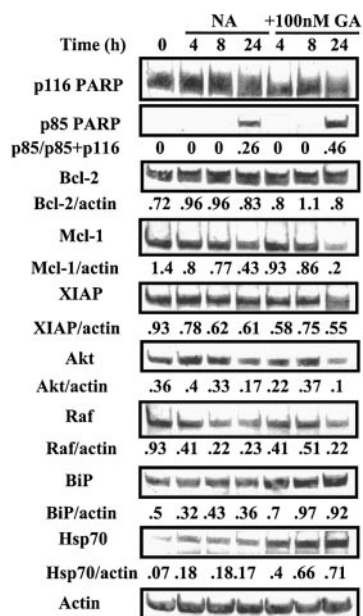 NA +100nM GA
Time (h) 0 4 8 24 4 8 24
p116 PARP
p85 PARP
p85/p85+p116 0 0 0 .26 0 0 .46
Bcl-2
Bcl-2/actin .72 .96 .96 .83 .8 1.1 .8
Mcl-1
Mcl-1/actin 1.4 .8 .77 .43 .93 .86 .2
XIAP
XIAP/actin .93 .78 .62 .61 .58 .75 .55
Akt
Akt/actin .36 .4 .33 .17 .22 .37 .1
Raf
Raf/actin .93 .41 .22 .23 .41 .51 .22
BiP
BiP/actin .5 .32 .43 .36 .7 .97 .92
Hsp70
Hsp70/actin .07 .18 .18 .17 .4 .66 .71
Actin